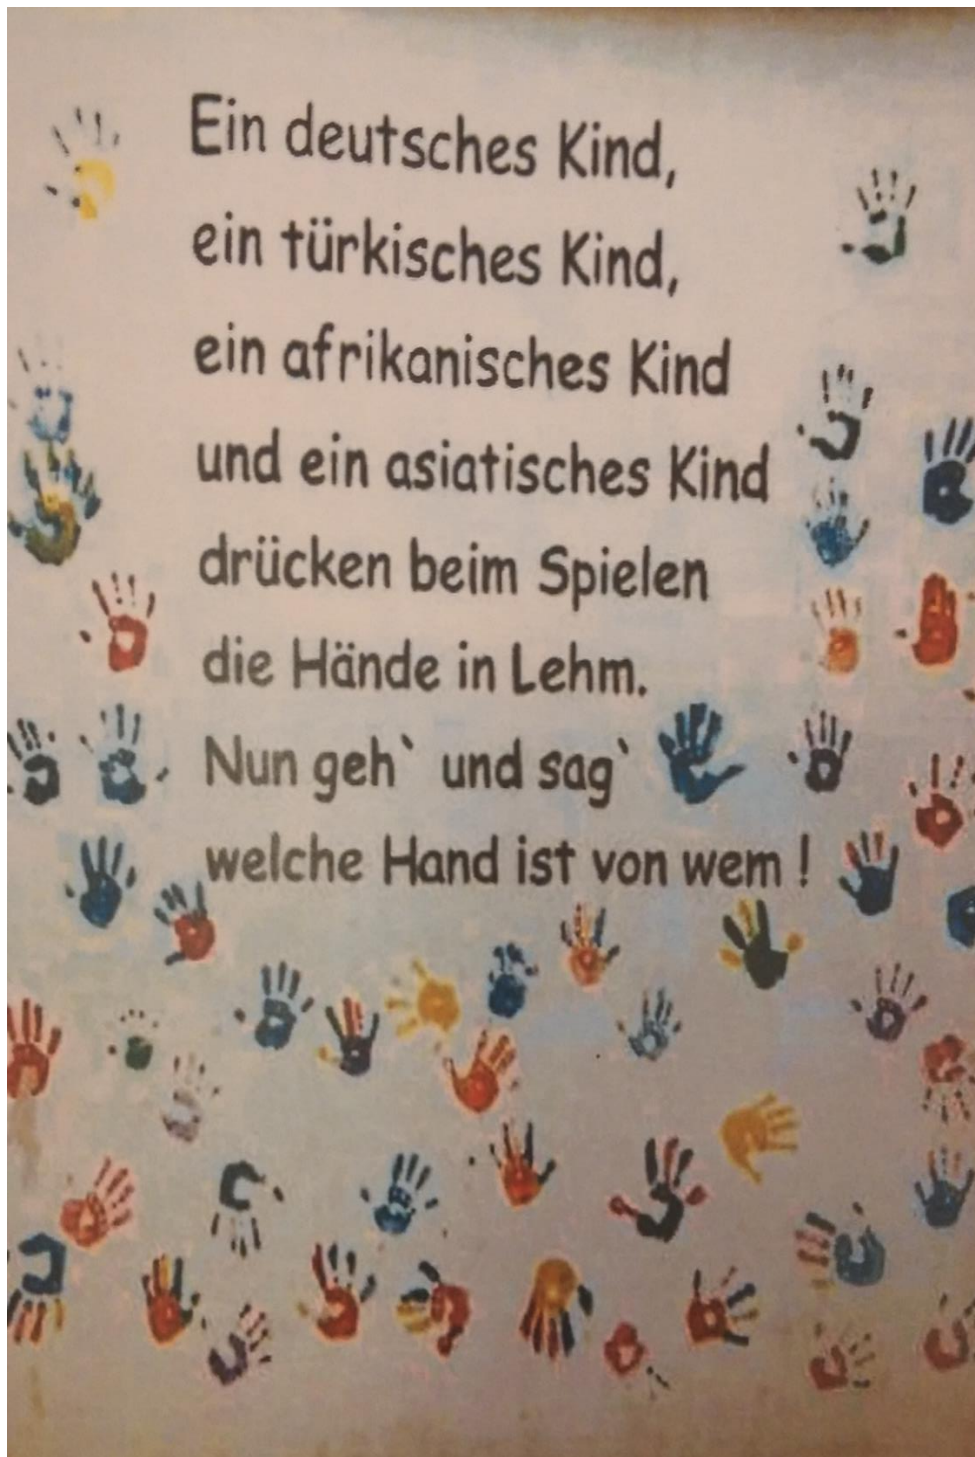 Ein deutsches Kind,
ein türkisches Kind,
ein afrikanisches Kind
und ein asiatisches Kind
drücken beim Spielen
die Hände in Lehm.
Nun geh` und sag`
welche Hand ist von wem !